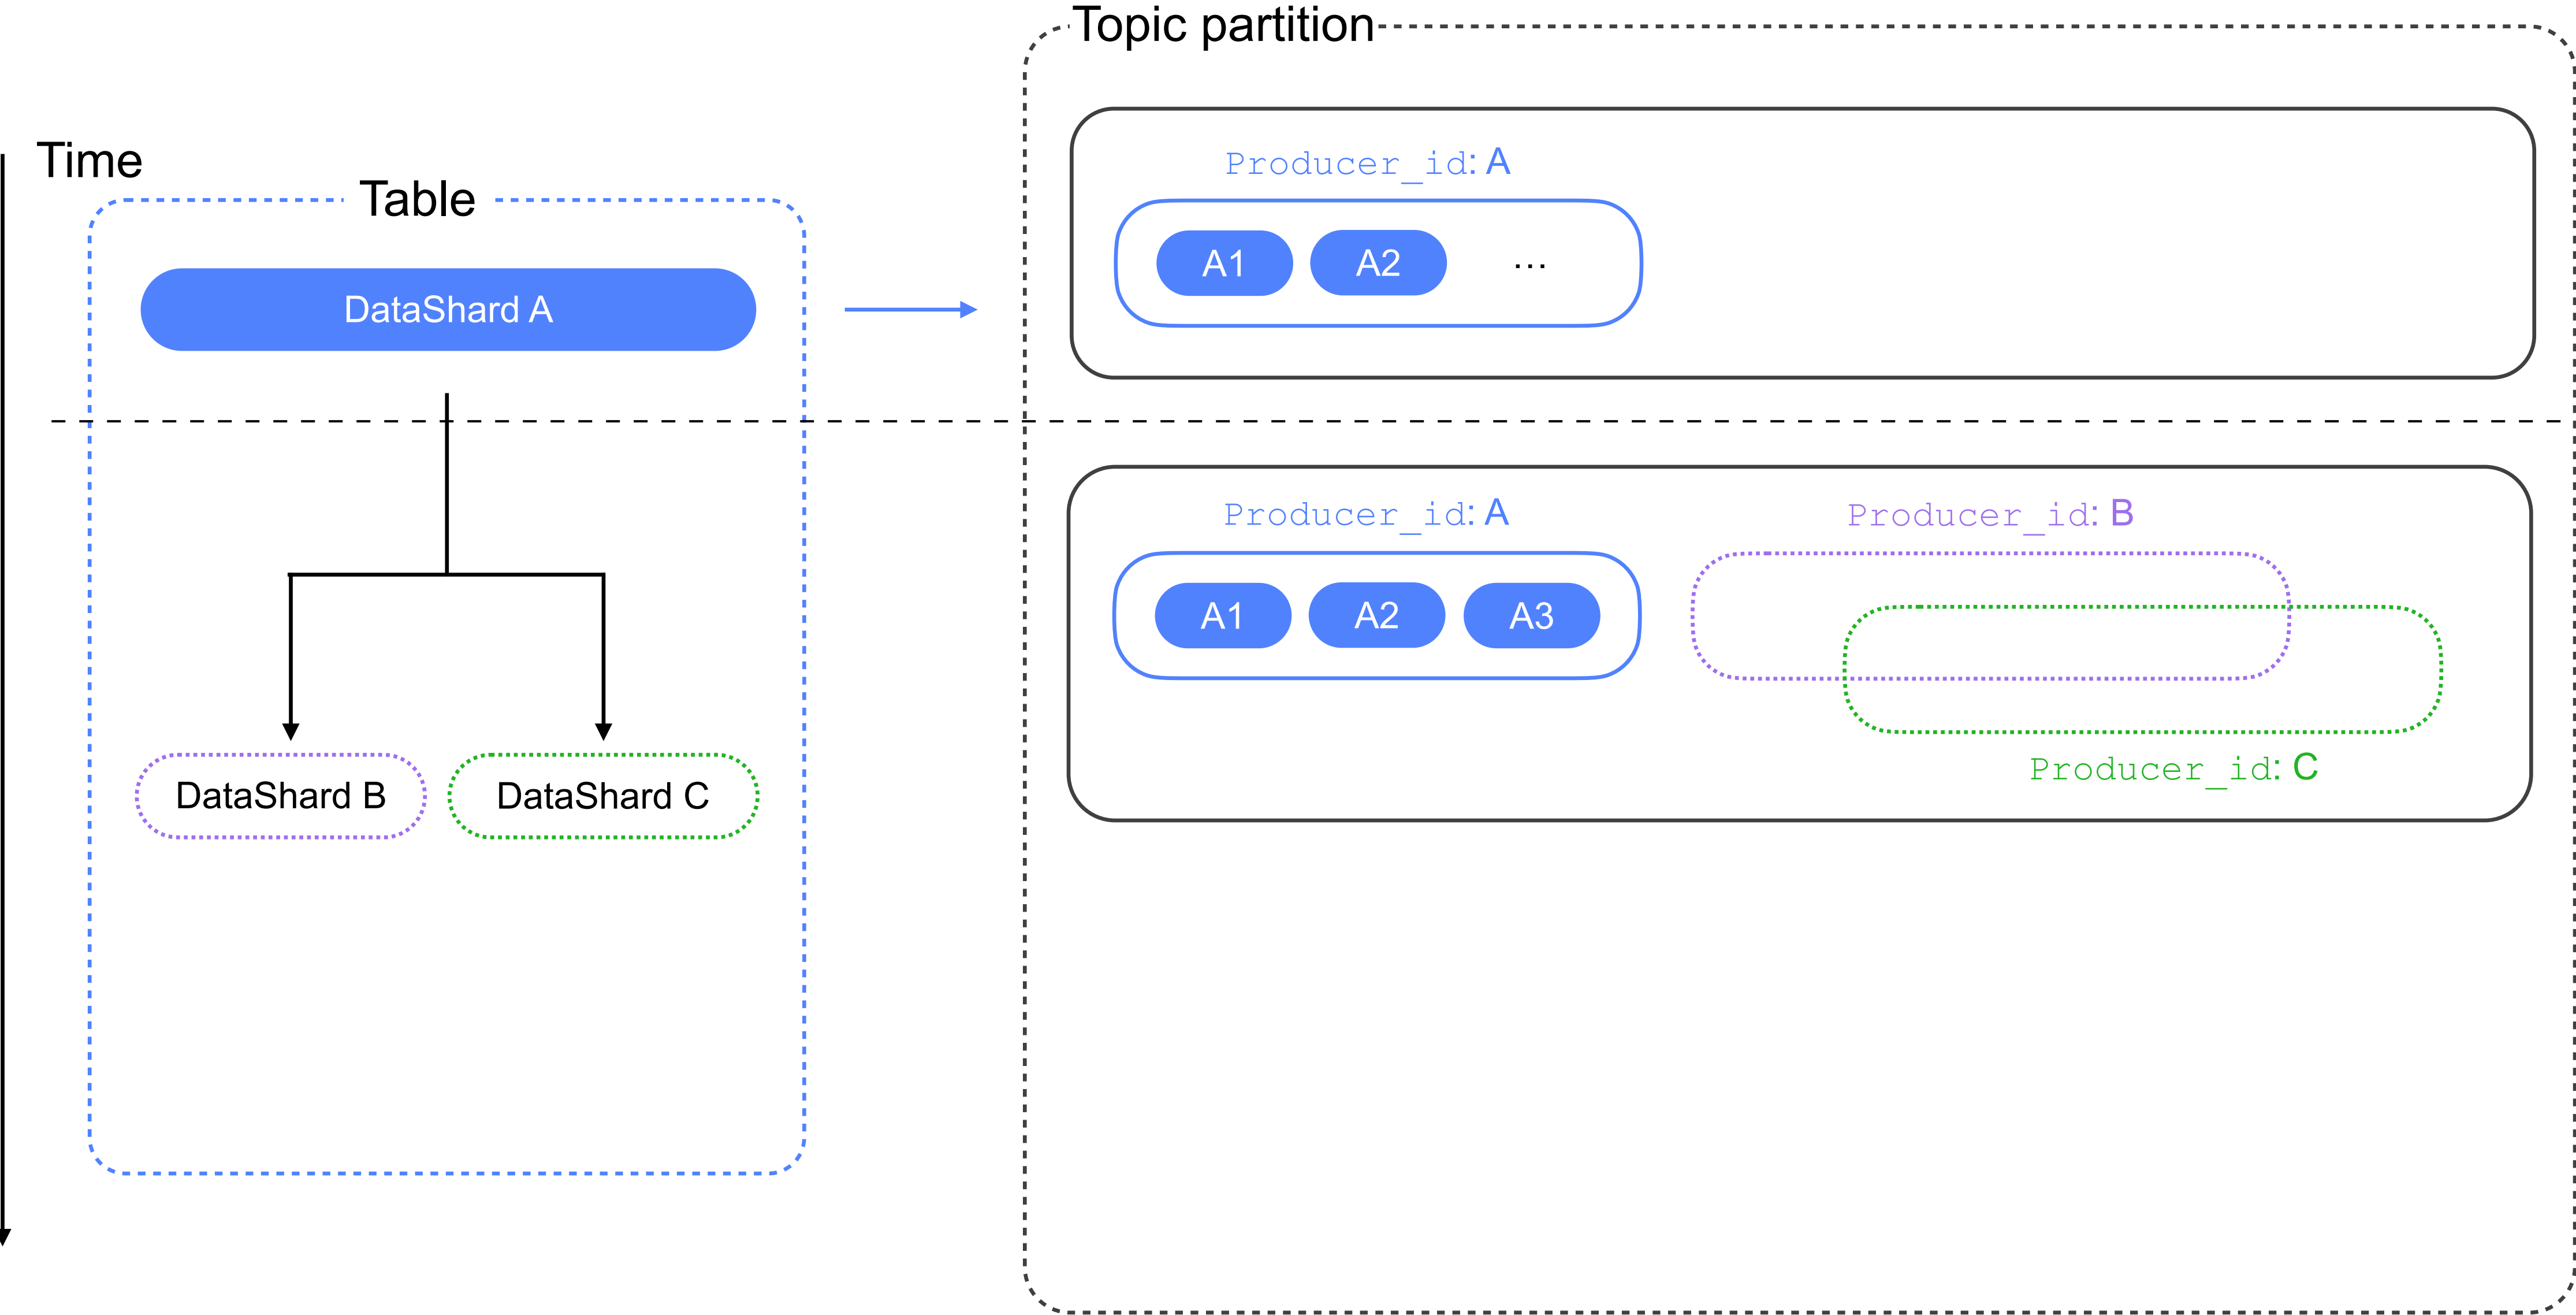 Topic partition
Time
Table
Producer_id: A
A1 A2 ...
DataShard A
Producer_id: A
Producer_id: B
A1 A2 A3
Producer_id: C
DataShard B
DataShard C